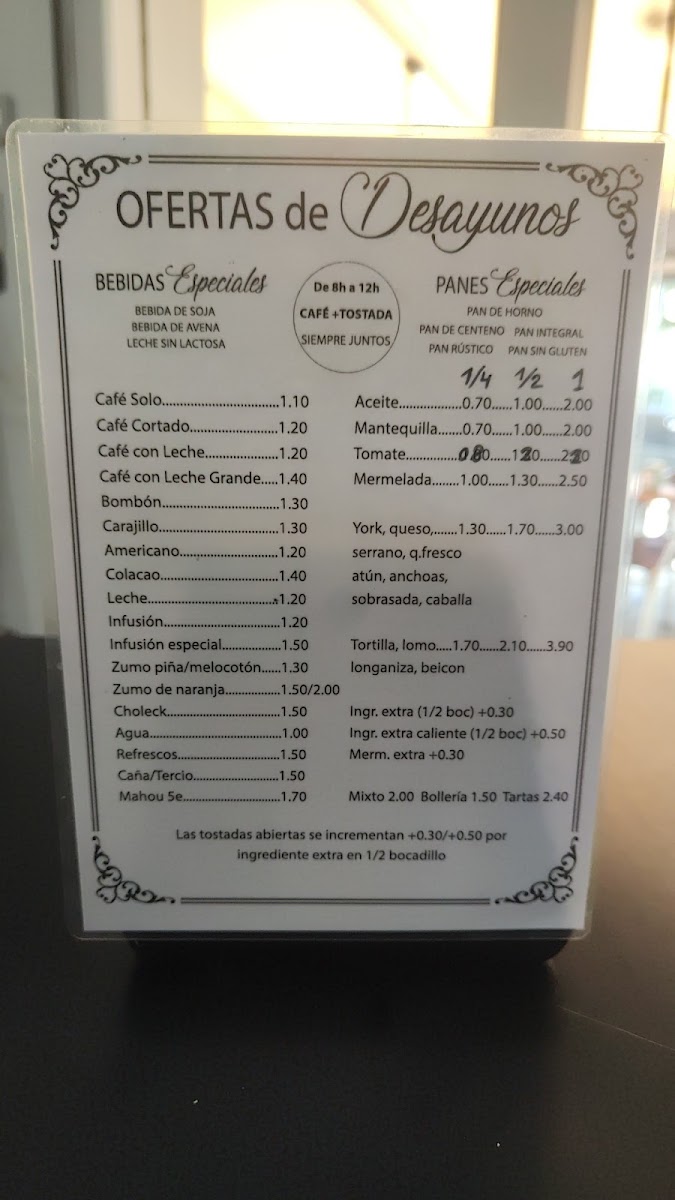 OFERTAS de Desayunos
BEBIDAS Especiales
BEBIDA DE SOJA
BEBIDA DE AVENA
LECHE SIN LACTOSA
De 8h a 12h
CAFÉ +TOSTADA
SIEMPRE JUNTOS
PANES Especiales
PAN DE HORNO
PAN DE CENTENO PAN INTEGRAL
PAN RÚSTICO PAN SIN GLUTEN
Café Solo...............................1.10
Café Cortado.......................1.20
Café con Leche...................1.20
Café con Leche Grande.....1.40
Bombón...............................1.30
Carajillo................................1.30
Americano..........................1.20
Colacao...............................1.40
Leche..................................1.20
Infusión..............................1.20
Infusión especial.................1.50
Zumo piña/melocotón.....1.30
Zumo de naranja...............1.50/2.00
Choleck..............................1.50
Agua...................................1.00
Refrescos...........................1.50
Caña/Tercio.......................1.50
Mahou 5e..........................1.70
1/4 1/2 1
Aceite.................0.70......1.00......2.00
Mantequilla.......0.70......1.00......2.00
Tomate..............0.80.....1.20.....2.20
Mermelada........1.00......1.30......2.50
York, queso,.......1.30......1.70......3.00
serrano, q.fresco
atún, anchoas,
sobrasada, caballa
Tortilla, lomo.....1.70......2.10......3.90
longaniza, beicon
Ingr. extra (1/2 boc) +0.30
Ingr. extra caliente (1/2 boc) +0.50
Merm. extra +0.30
Mixto 2.00 Bollería 1.50 Tartas 2.40
Las tostadas abiertas se incrementan +0.30/+0.50 por
ingrediente extra en 1/2 bocadillo